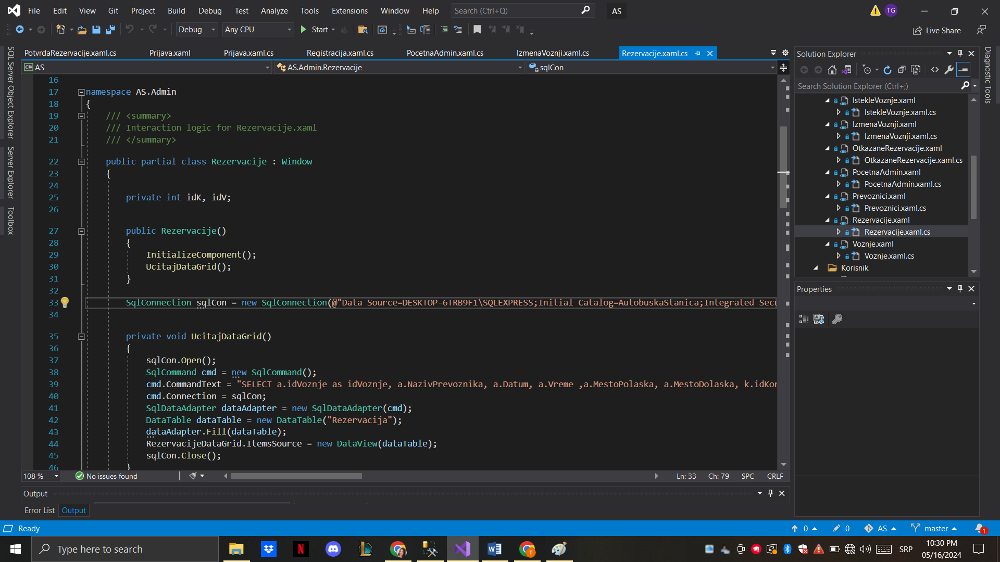 File Edit View Git Project Build Debug Test Analyze Tools Extensions Window Help Search (Ctrl+Q) AS TG
Debug Any CPU Start Live Share
SQL Server Object Explorer
Server Explorer
Toolbox
PotvrdaRezervacije.xaml.cs Prijava.xaml Prijava.xaml.cs Registracija.xaml.cs PocetnaAdmin.xaml.cs IzmenaVoznji.xaml.cs Rezervacije.xaml.cs
C# AS AS.Admin.Rezervacije sqlCon
16
17 namespace AS.Admin
18 {
19 /// <summary>
20 /// Interaction logic for Rezervacije.xaml
21 /// </summary>
22 public partial class Rezervacije : Window
23 {
24
25 private int idK, idV;
26
27 public Rezervacije()
28 {
29 InitializeComponent();
30 UcitajDataGrid();
31 }
32
33 SqlConnection sqlCon = new SqlConnection(@"Data Source=DESKTOP-6TRB9F1\SQLEXPRESS;Initial Catalog=AutobuskaStanica;Integrated Secu
34
35 private void UcitajDataGrid()
36 {
37 sqlCon.Open();
38 SqlCommand cmd = new SqlCommand();
39 cmd.CommandText = "SELECT a.idVoznje as idVoznje, a.NazivPrevoznika, a.Datum, a.Vreme ,a.MestoPolaska, a.MestoDolaska, k.idKor
40 cmd.Connection = sqlCon;
41 SqlDataAdapter dataAdapter = new SqlDataAdapter(cmd);
42 DataTable dataTable = new DataTable("Rezervacija");
43 dataAdapter.Fill(dataTable);
44 RezervacijeDataGrid.ItemsSource = new DataView(dataTable);
45 sqlCon.Close();
46 }
108 % No issues found Ln: 33 Ch: 79 SPC CRLF
Output
Error List Output
Solution Explorer
Search Solution Explorer (Ctrl+;)
IstekleVoznje.xaml
IstekleVoznje.xaml.cs
IzmenaVoznji.xaml
IzmenaVoznji.xaml.cs
OtkazaneRezervacije.xaml
OtkazaneRezervacije.xaml.cs
PocetnaAdmin.xaml
PocetnaAdmin.xaml.cs
Prevoznici.xaml
Prevoznici.xaml.cs
Rezervacije.xaml
Rezervacije.xaml.cs
Voznje.xaml
Voznje.xaml.cs
Korisnik
Properties
Diagnostic Tools
Ready 0 0 AS master 1
Type here to search SRP 10:30 PM
05/16/2024